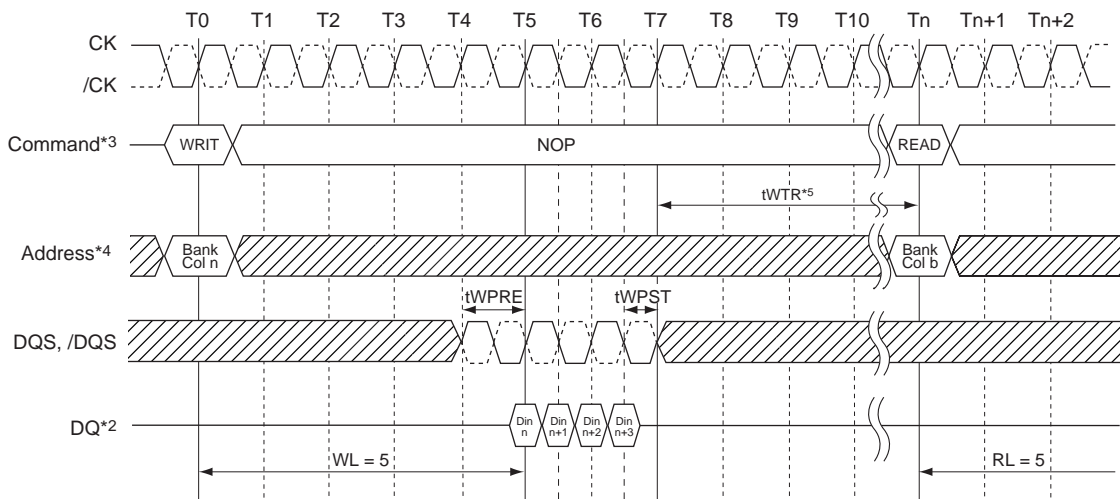 T0 T1 T2 T3 T4 T5 T6 T7 T8 T9 T10 Tn Tn+1 Tn+2
CK
/CK
Command*3 WRIT NOP READ
tWTR*5
Address*4 Bank Col n Bank Col b
tWPRE tWPST
DQS, /DQS
DQ*2 Din n Din n+1 Din n+2 Din n+3
WL = 5 RL = 5